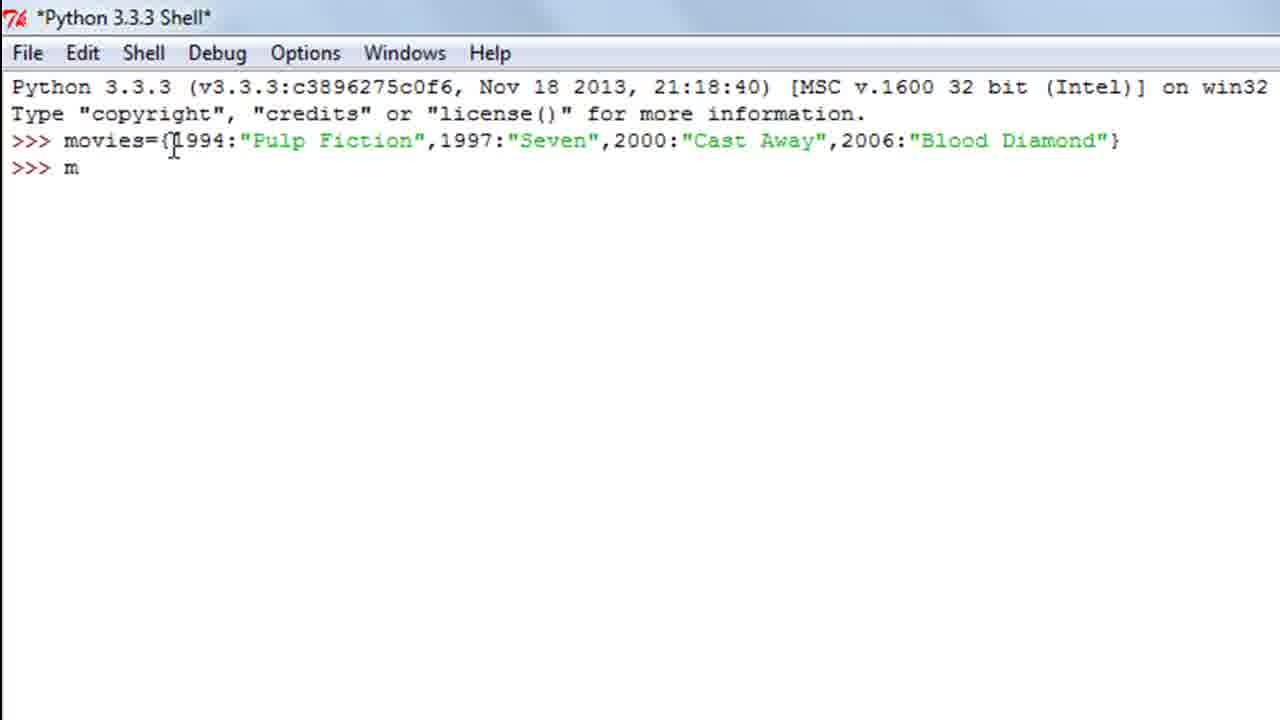 *Python 3.3.3 Shell*
File Edit Shell Debug Options Windows Help
Python 3.3.3 (v3.3.3:c3896275c0f6, Nov 18 2013, 21:18:40) [MSC v.1600 32 bit (Intel)] on win32
Type "copyright", "credits" or "license()" for more information.
>>> movies={1994:"Pulp Fiction",1997:"Seven",2000:"Cast Away",2006:"Blood Diamond"}
>>> m